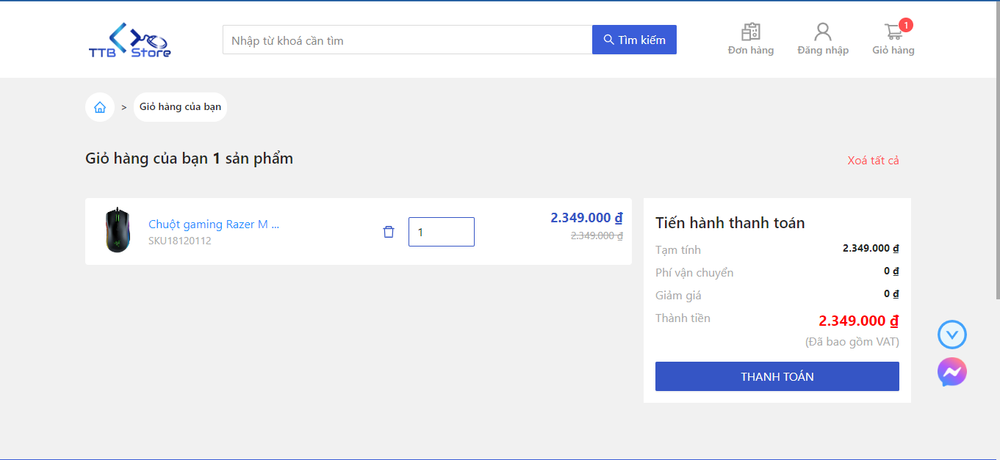 TTB Store
Nhập từ khoá cần tìm
Tìm kiếm
Đơn hàng
Đăng nhập
1
Giỏ hàng
> Giỏ hàng của bạn
Giỏ hàng của bạn 1 sản phẩm
Xoá tất cả
Chuột gaming Razer M ...
SKU18120112
1
2.349.000 ₫
2.349.000 ₫
Tiến hành thanh toán
Tạm tính 2.349.000 ₫
Phí vận chuyển 0 ₫
Giảm giá 0 ₫
Thành tiền 2.349.000 ₫
(Đã bao gồm VAT)
THANH TOÁN